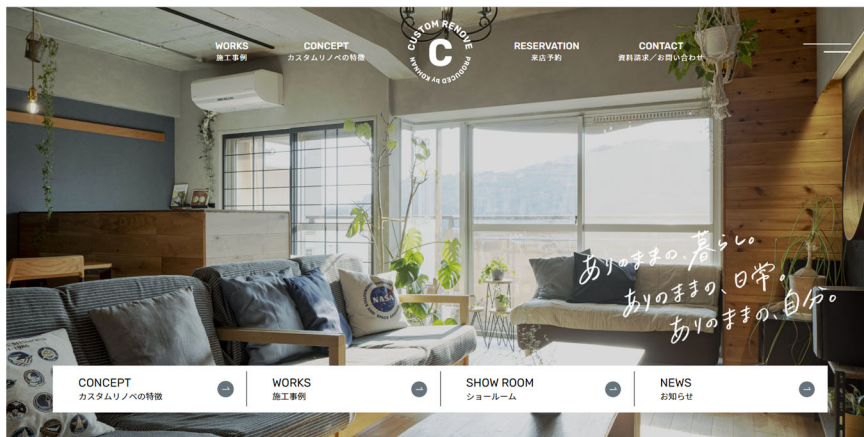 WORKS
施工事例
CONCEPT
カスタムリノベの特徴
CUSTOM RENOVE
C
PRODUCED by KOHNAN
RESERVATION
来店予約
CONTACT
資料請求／お問い合わせ
ありのままの、暮らし。
ありのままの、日常。
ありのままの、自分。
NASA
CONCEPT
カスタムリノベの特徴
WORKS
施工事例
SHOW ROOM
ショールーム
NEWS
お知らせ